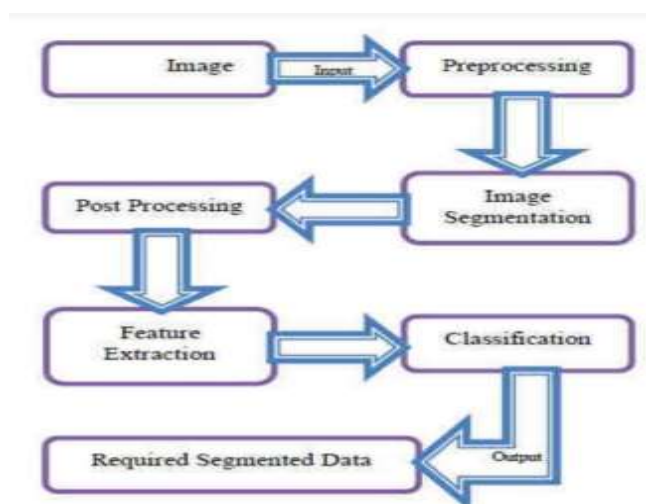 Image
Input
Preprocessing
Image
Segmentation
Post Processing
Feature
Extraction
Classification
Output
Required Segmented Data